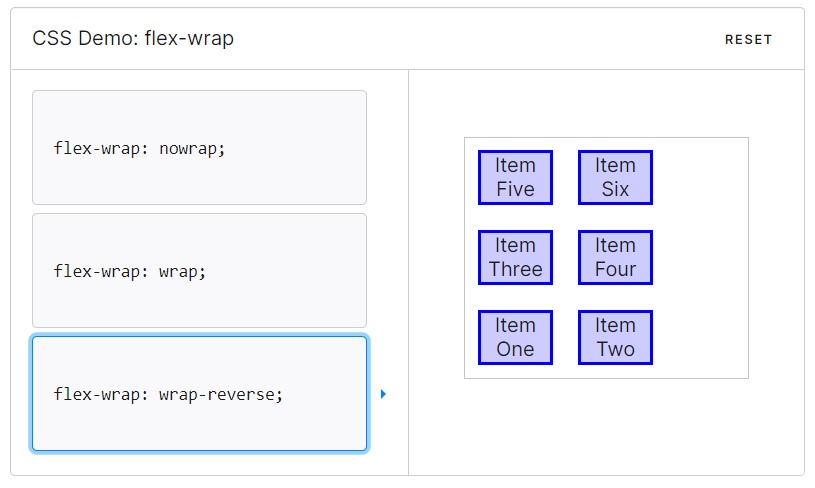 CSS Demo: flex-wrap
RESET
flex-wrap: nowrap;
flex-wrap: wrap;
flex-wrap: wrap-reverse;
Item
Five
Item
Six
Item
Three
Item
Four
Item
One
Item
Two